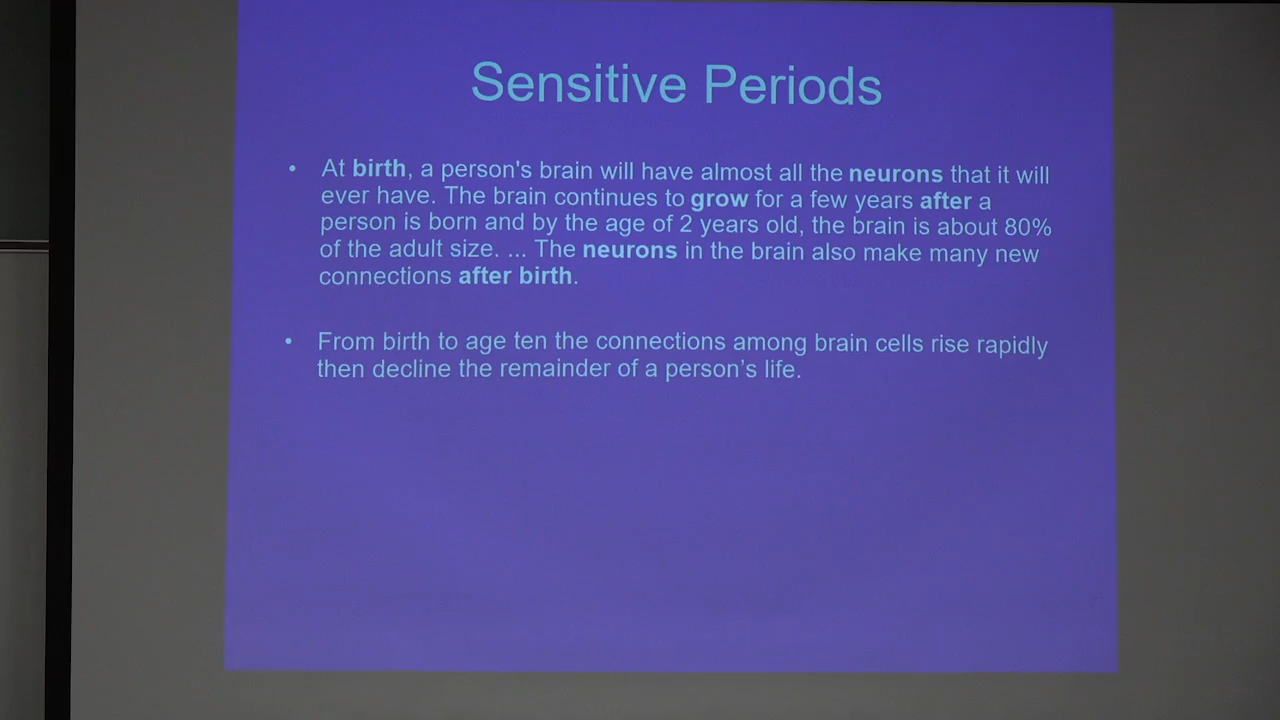 Sensitive Periods
• At birth, a person's brain will have almost all the neurons that it will
ever have. The brain continues to grow for a few years after a
person is born and by the age of 2 years old, the brain is about 80%
of the adult size. ... The neurons in the brain also make many new
connections after birth.
• From birth to age ten the connections among brain cells rise rapidly
then decline the remainder of a person’s life.